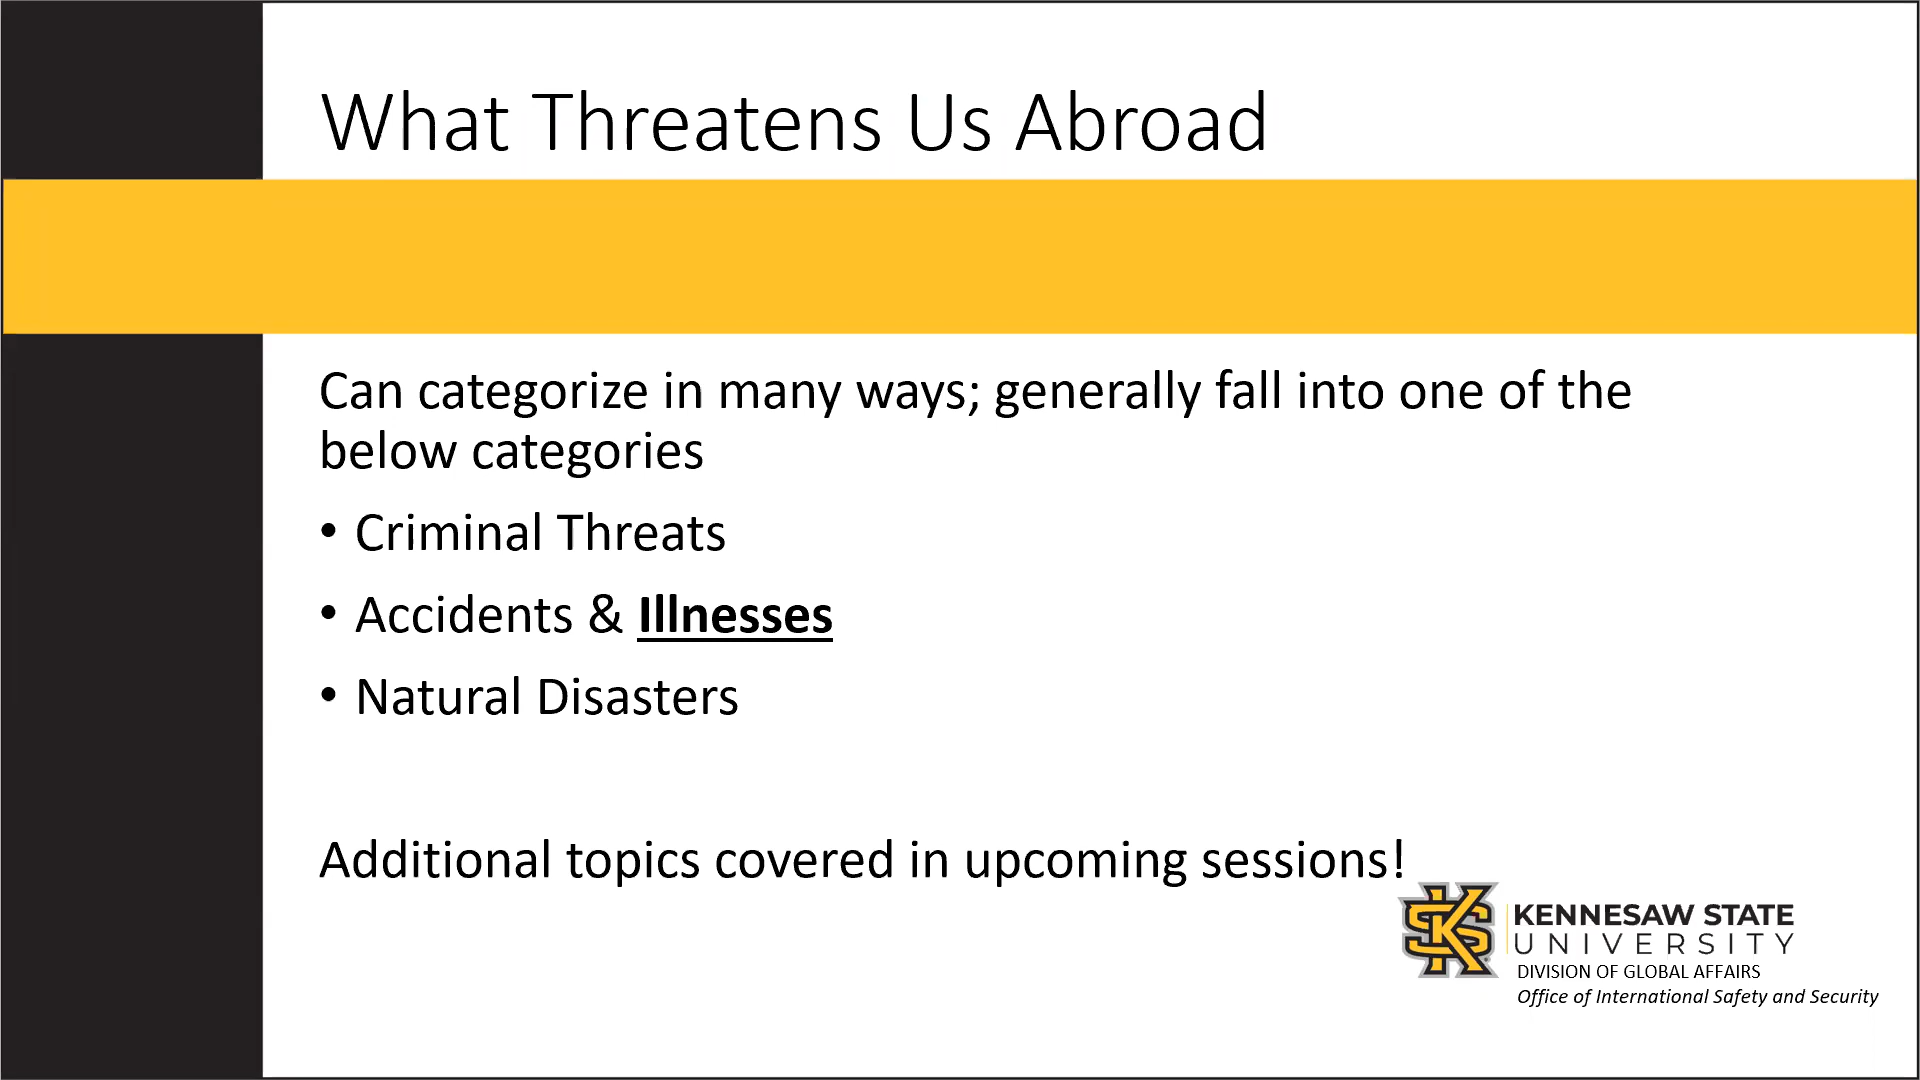 What Threatens Us Abroad
Can categorize in many ways; generally fall into one of the
below categories
• Criminal Threats
• Accidents & Illnesses
• Natural Disasters
Additional topics covered in upcoming sessions!
KS
KENNESAW STATE
UNIVERSITY
DIVISION OF GLOBAL AFFAIRS
Office of International Safety and Security